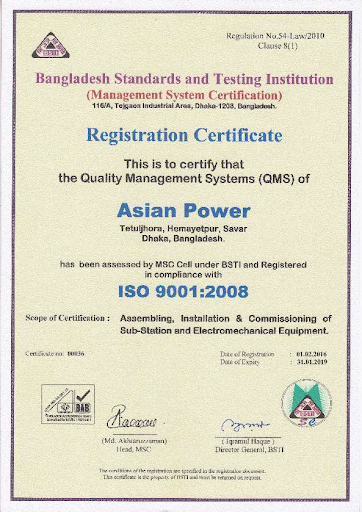 Regulation No.54-Law/2010
Clause 8(1)
BSTI
Bangladesh Standards and Testing Institution
(Management System Certification)
116/A, Tejgaon Industrial Area, Dhaka-1208, Bangladesh.
Registration Certificate
This is to certify that
the Quality Management Systems (QMS) of
Asian Power
Tetuljhora, Hemayetpur, Savar
Dhaka, Bangladesh.
has been assessed by MSC Cell under BSTI and Registered
in compliance with
ISO 9001:2008
Scope of Certification : Assembling, Installation & Commissioning of
Sub-Station and Electromechanical Equipment.
Certificate no: 00036
Date of Registration : 01.02.2016
Date of Expiry : 31.01.2019
BAB
(Md. Akhtaruzzaman)
Head, MSC
( Iqramul Haque )
Director General, BSTI
The conditions of the registration are specified in the registration document.
This certificate is the property of BSTI and must be returned on request.